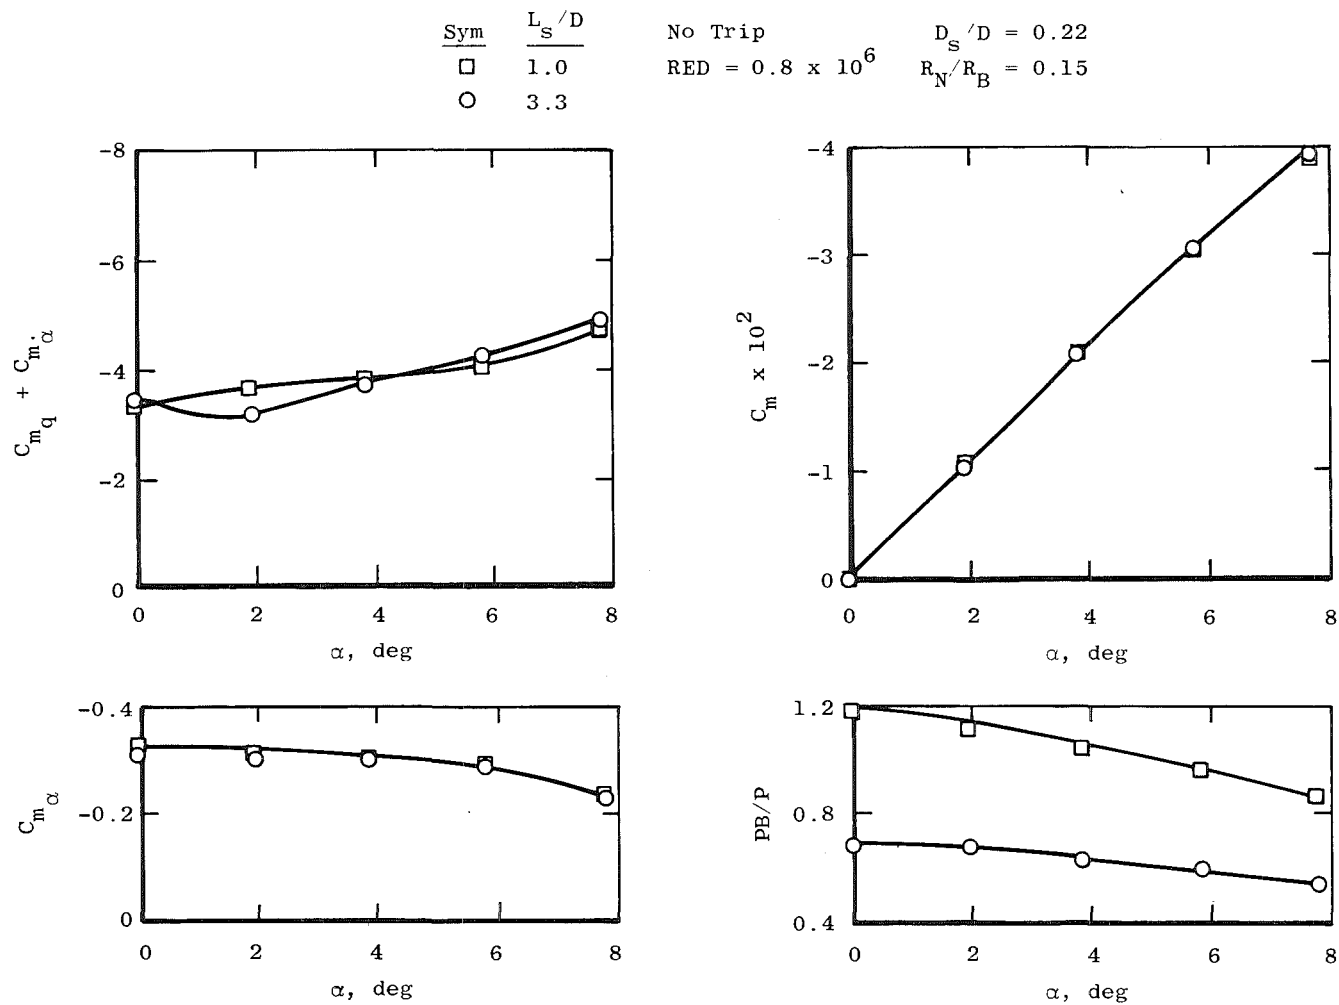 Sym L_s/D No Trip D_s/D = 0.22
□ 1.0 RED = 0.8 x 10^6 R_N/R_B = 0.15
○ 3.3
-8
-6
-4
-2
0
C_m_q + C_m_α̇
0 2 4 6 8
α, deg
-4
-3
-2
-1
0
C_m x 10^2
0 2 4 6 8
α, deg
-0.4
-0.2
0
C_m_α
0 2 4 6 8
α, deg
1.2
0.8
0.4
PB/P
0 2 4 6 8
α, deg